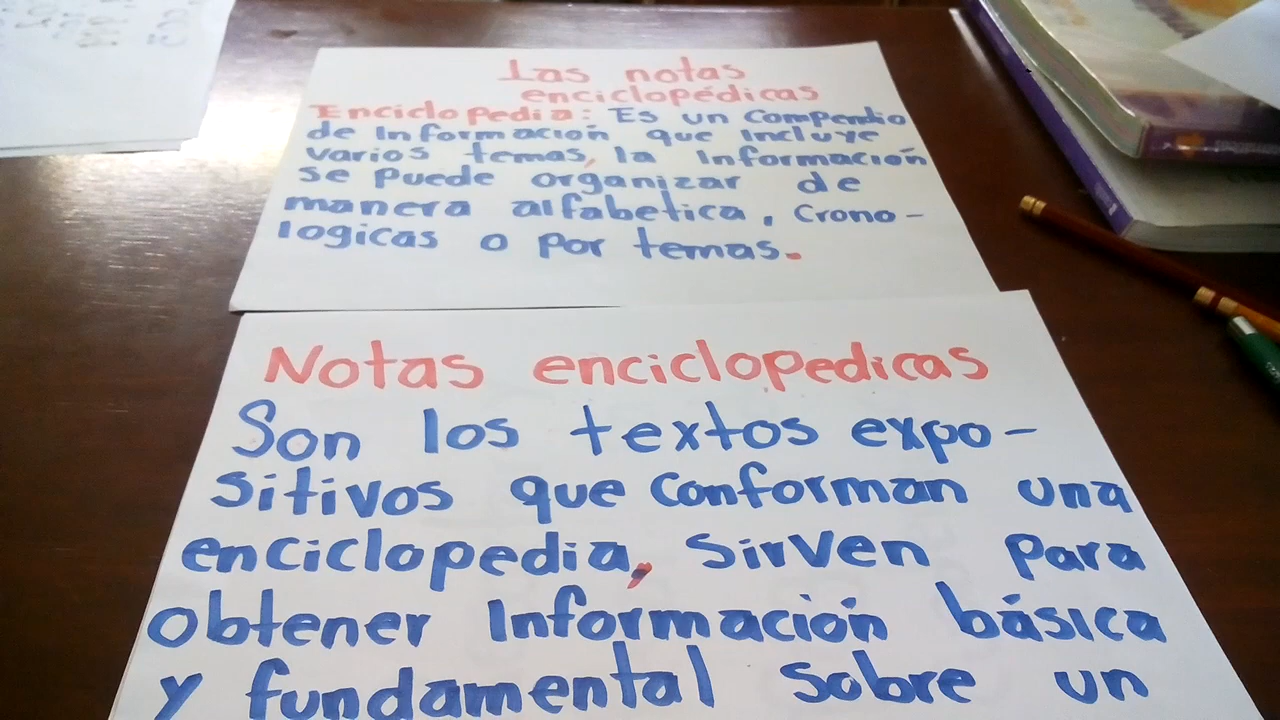 Las notas
enciclopédicas
Enciclopedia: Es un compendio
de Información que incluye
varios temas, la información
se puede organizar de
manera alfabetica, crono-
logicas o por temas.
Notas enciclopedicas
Son los textos expo-
sitivos que conforman una
enciclopedia, sirven para
obtener información básica
y fundamental sobre un